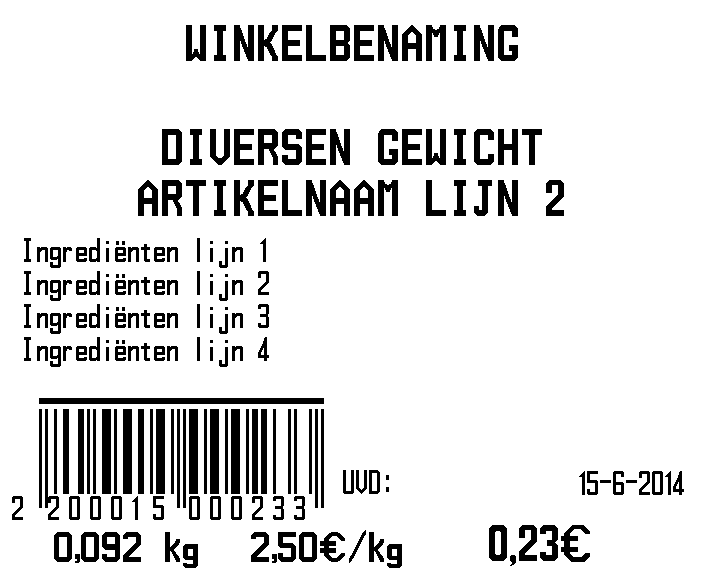 WINKELBENAMING
DIVERSEN GEWICHT
ARTIKELNAAM LIJN 2
Ingrediënten lijn 1
Ingrediënten lijn 2
Ingrediënten lijn 3
Ingrediënten lijn 4
UVD: 15-6-2014
2 200015 000233
0,092 kg 2,50€/kg 0,23€